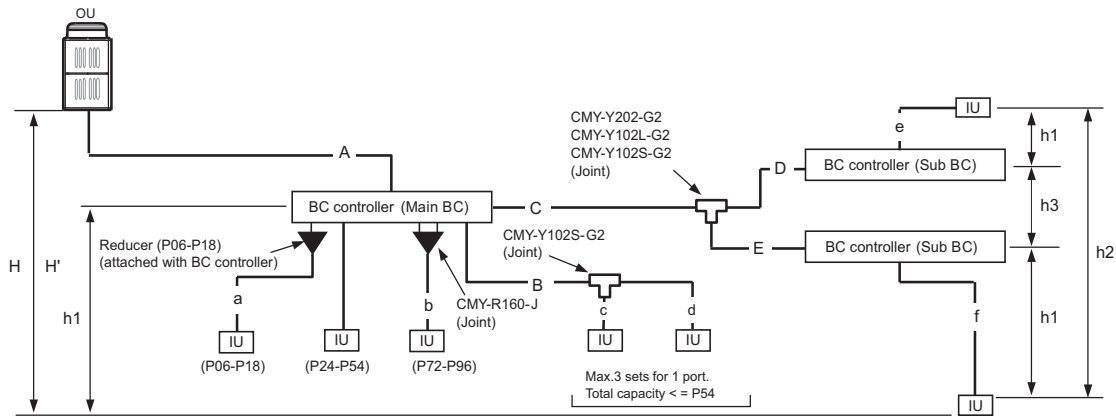 OU
CMY-Y202-G2
CMY-Y102L-G2
CMY-Y102S-G2
(Joint)
e
IU
h1
A
D
BC controller (Sub BC)
BC controller (Main BC)
C
h3
Reducer (P06-P18)
(attached with BC controller)
CMY-Y102S-G2
(Joint)
E
BC controller (Sub BC)
h2
H
H'
h1
a
b
CMY-R160-J
(Joint)
B
c
d
f
h1
IU
IU
IU
IU
IU
(P06-P18)
(P24-P54)
(P72-P96)
Max.3 sets for 1 port.
Total capacity < = P54
IU